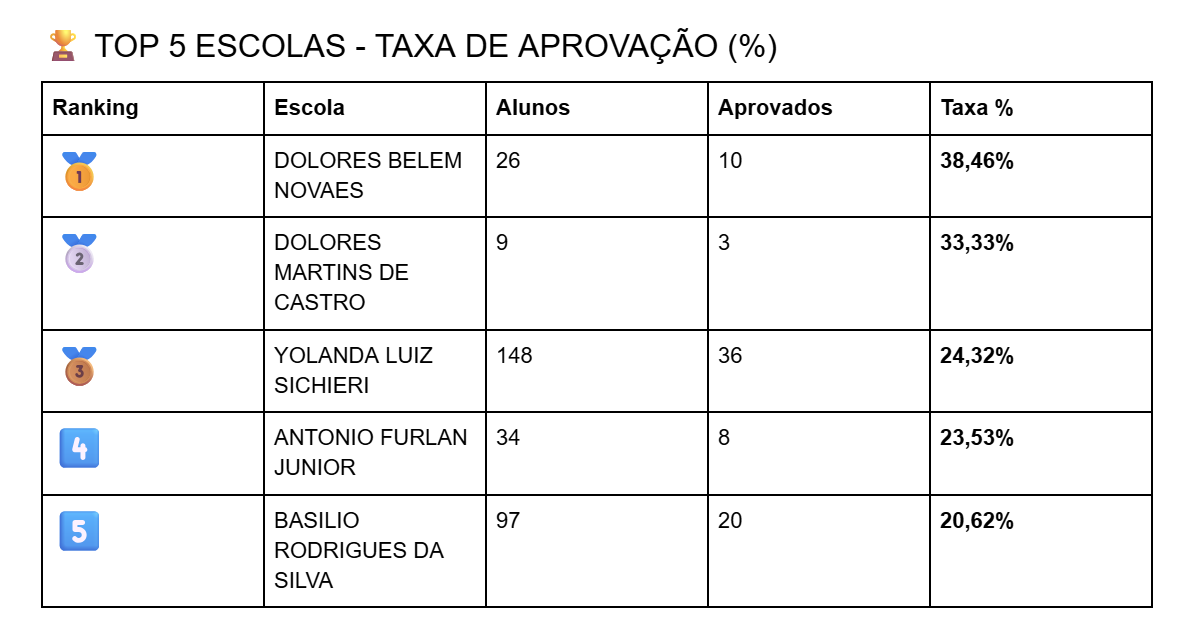 🏆 TOP 5 ESCOLAS - TAXA DE APROVAÇÃO (%)
Ranking Escola Alunos Aprovados Taxa %
1 DOLORES BELEM 26 10 38,46%
NOVAES
2 DOLORES 9 3 33,33%
MARTINS DE
CASTRO
3 YOLANDA LUIZ 148 36 24,32%
SICHIERI
4 ANTONIO FURLAN 34 8 23,53%
JUNIOR
5 BASILIO 97 20 20,62%
RODRIGUES DA
SILVA